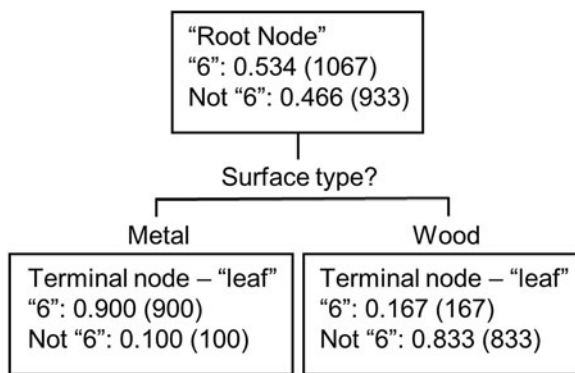 “Root Node”
“6”: 0.534 (1067)
Not “6”: 0.466 (933)
Surface type?
Metal
Wood
Terminal node – “leaf”
“6”: 0.900 (900)
Not “6”: 0.100 (100)
Terminal node – “leaf”
“6”: 0.167 (167)
Not “6”: 0.833 (833)